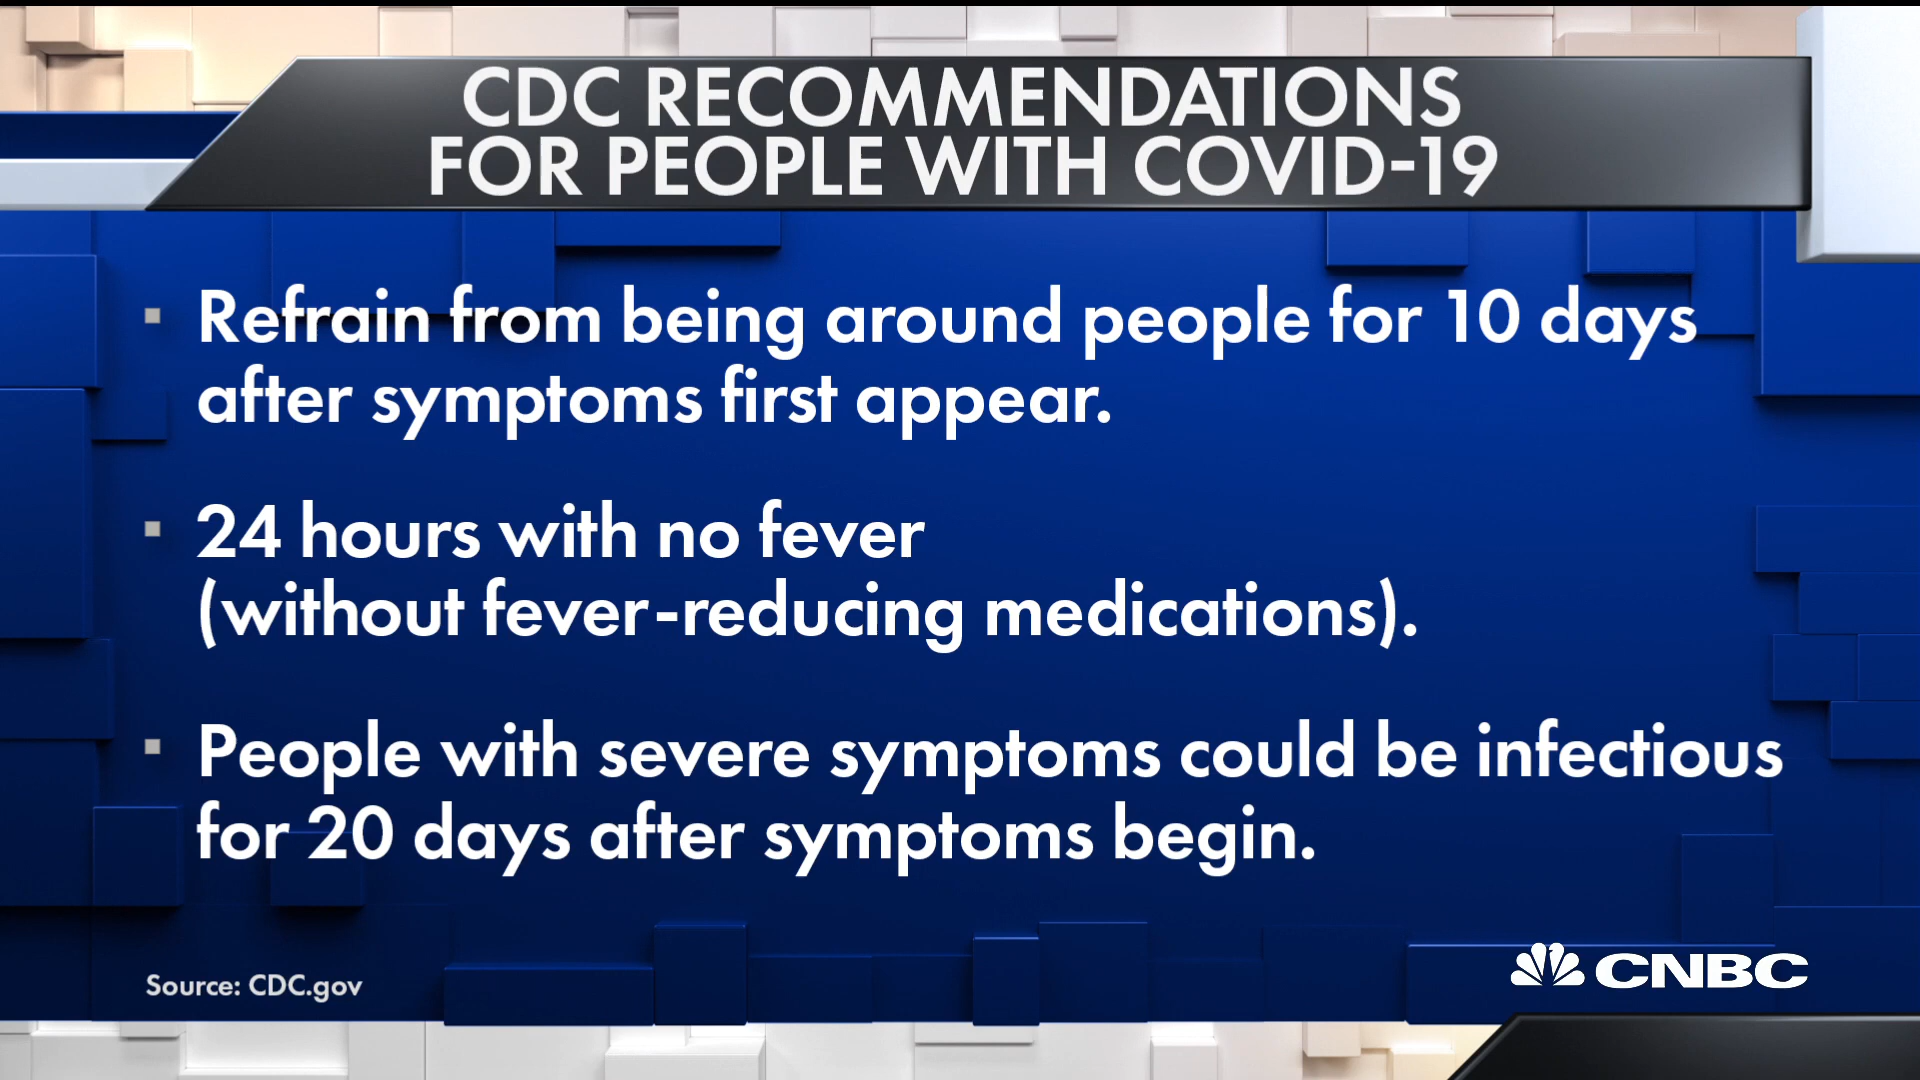 CDC RECOMMENDATIONS
FOR PEOPLE WITH COVID-19
▪ Refrain from being around people for 10 days
after symptoms first appear.
▪ 24 hours with no fever
(without fever-reducing medications).
▪ People with severe symptoms could be infectious
for 20 days after symptoms begin.
Source: CDC.gov
CNBC